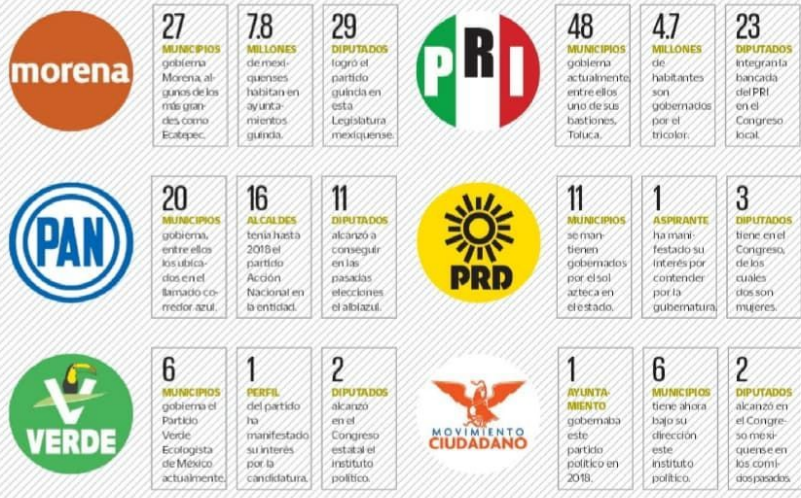 morena
27
MUNICIPIOS
gobierna
Morena, al-
gunos de los
más gran-
des, como
Ecatepec.
7.8
MILLONES
de mexi-
quenses
habitan en
ayunta-
mientos
guinda.
29
DIPUTADOS
logró el
partido
guinda en
esta
Legislatura
mexiquense.
PRI
48
MUNICIPIOS
gobierna
actualmente,
entre ellos
uno de sus
bastiones,
Toluca.
4.7
MILLONES
de
habitantes
son
gobernados
por el
tricolor.
23
DIPUTADOS
integran la
bancada
del PRI
en el
Congreso
local.
PAN
20
MUNICIPIOS
gobierna,
entre ellos
los ubica-
dos en el
llamado co-
rredor azul.
16
ALCALDES
tenía hasta
2018 el
partido
Acción
Nacional en
la entidad.
11
DIPUTADOS
alcanzó a
conseguir
en las
pasadas
elecciones
el albiazul.
PRD
11
MUNICIPIOS
se man-
tienen
gobernados
por el sol
azteca en
el estado.
1
ASPIRANTE
ha mani-
festado su
interés por
contender
por la
gubernatura.
3
DIPUTADOS
tiene en el
Congreso,
de los
cuales
dos son
mujeres.
VERDE
6
MUNICIPIOS
gobierna el
Partido
Verde
Ecologista
de México
actualmente.
1
PERFIL
del partido
ha
manifestado
su interés
por la
candidatura.
2
DIPUTADOS
alcanzó
en el
Congreso
estatal el
instituto
político.
MOVIMIENTO
CIUDADANO
1
AYUNTA-
MIENTO
gobernaba
este
partido
político en
2018.
6
MUNICIPIOS
tiene ahora
bajo su
dirección
este
instituto
político.
2
DIPUTADOS
alcanzó en
el Congre-
so mexi-
quense en
los comi-
dos pasados.